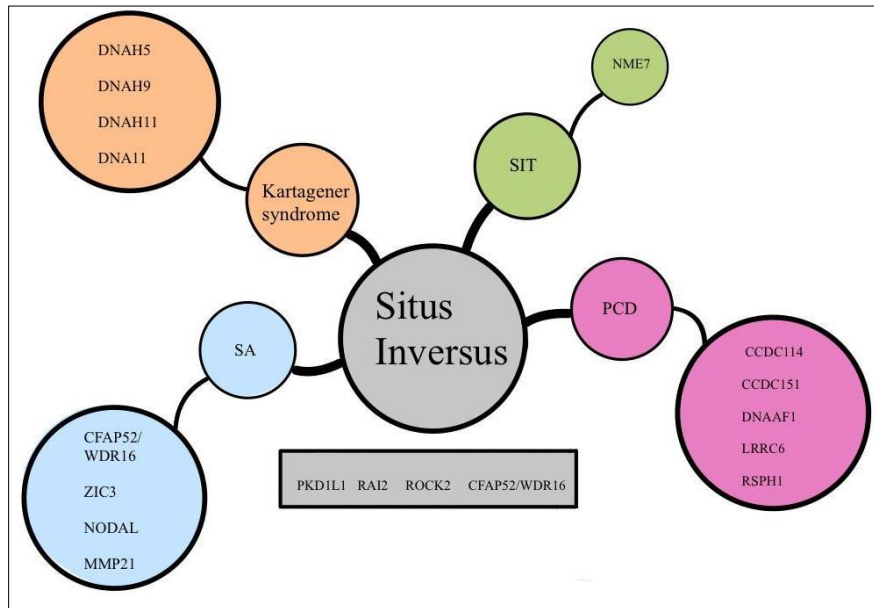 DNAH5
DNAH9
DNAH11
DNA11
Kartagener
syndrome
NME7
SIT
Situs
Inversus
PCD
CCDC114
CCDC151
DNAAF1
LRRC6
RSPH1
SA
CFAP52/
WDR16
ZIC3
NODAL
MMP21
PKD1L1 RAI2 ROCK2 CFAP52/WDR16